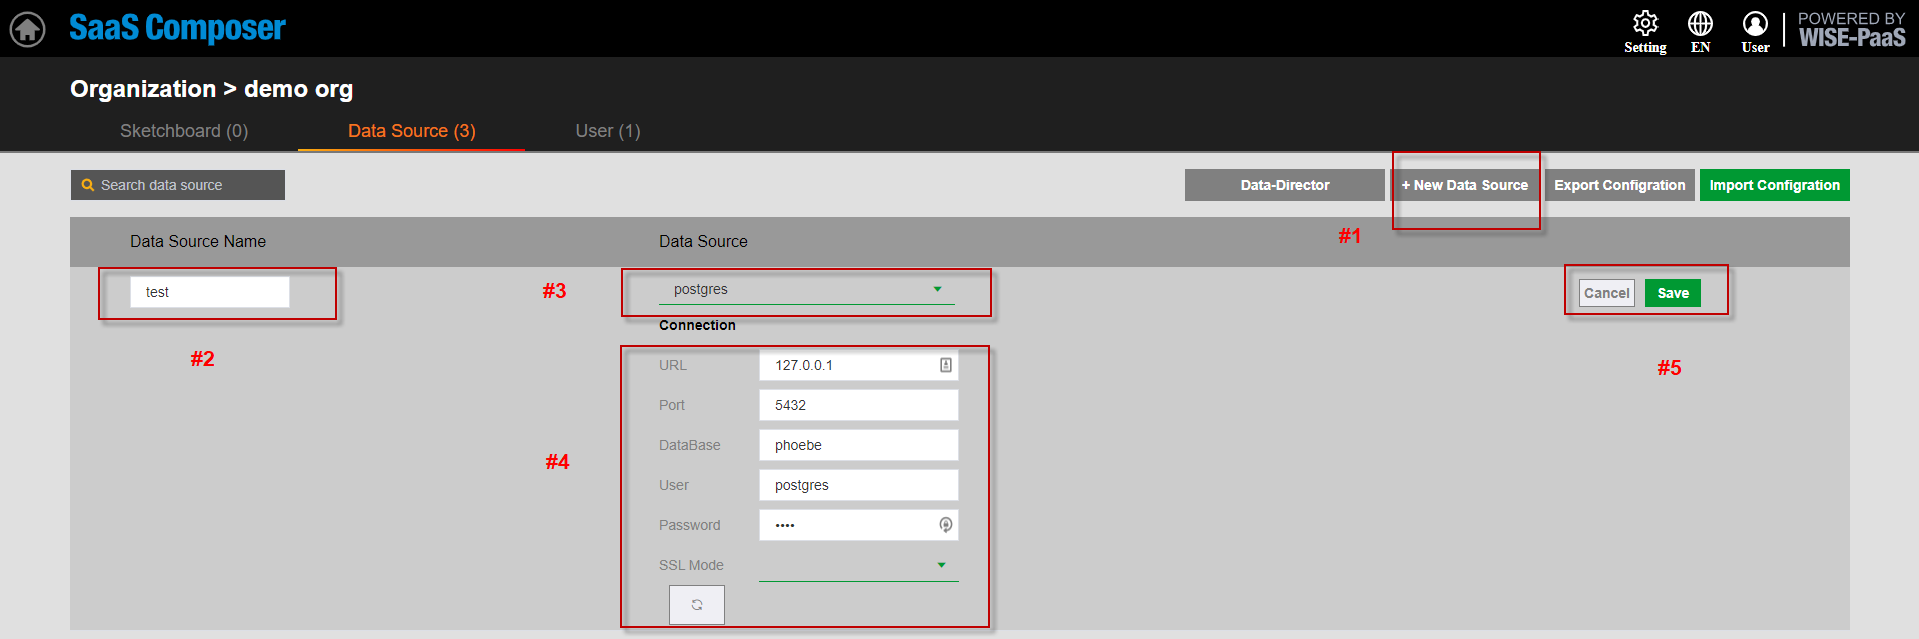 SaaS Composer
Setting
EN
User
POWERED BY
WISE-PaaS
Organization > demo org
Sketchboard (0)
Data Source (3)
User (1)
Search data source
Data-Director
+ New Data Source
Export Configration
Import Configration
#1
Data Source Name
Data Source
test
#2
#3
postgres
Cancel
Save
#5
Connection
#4
URL
127.0.0.1
Port
5432
DataBase
phoebe
User
postgres
Password
••••
SSL Mode